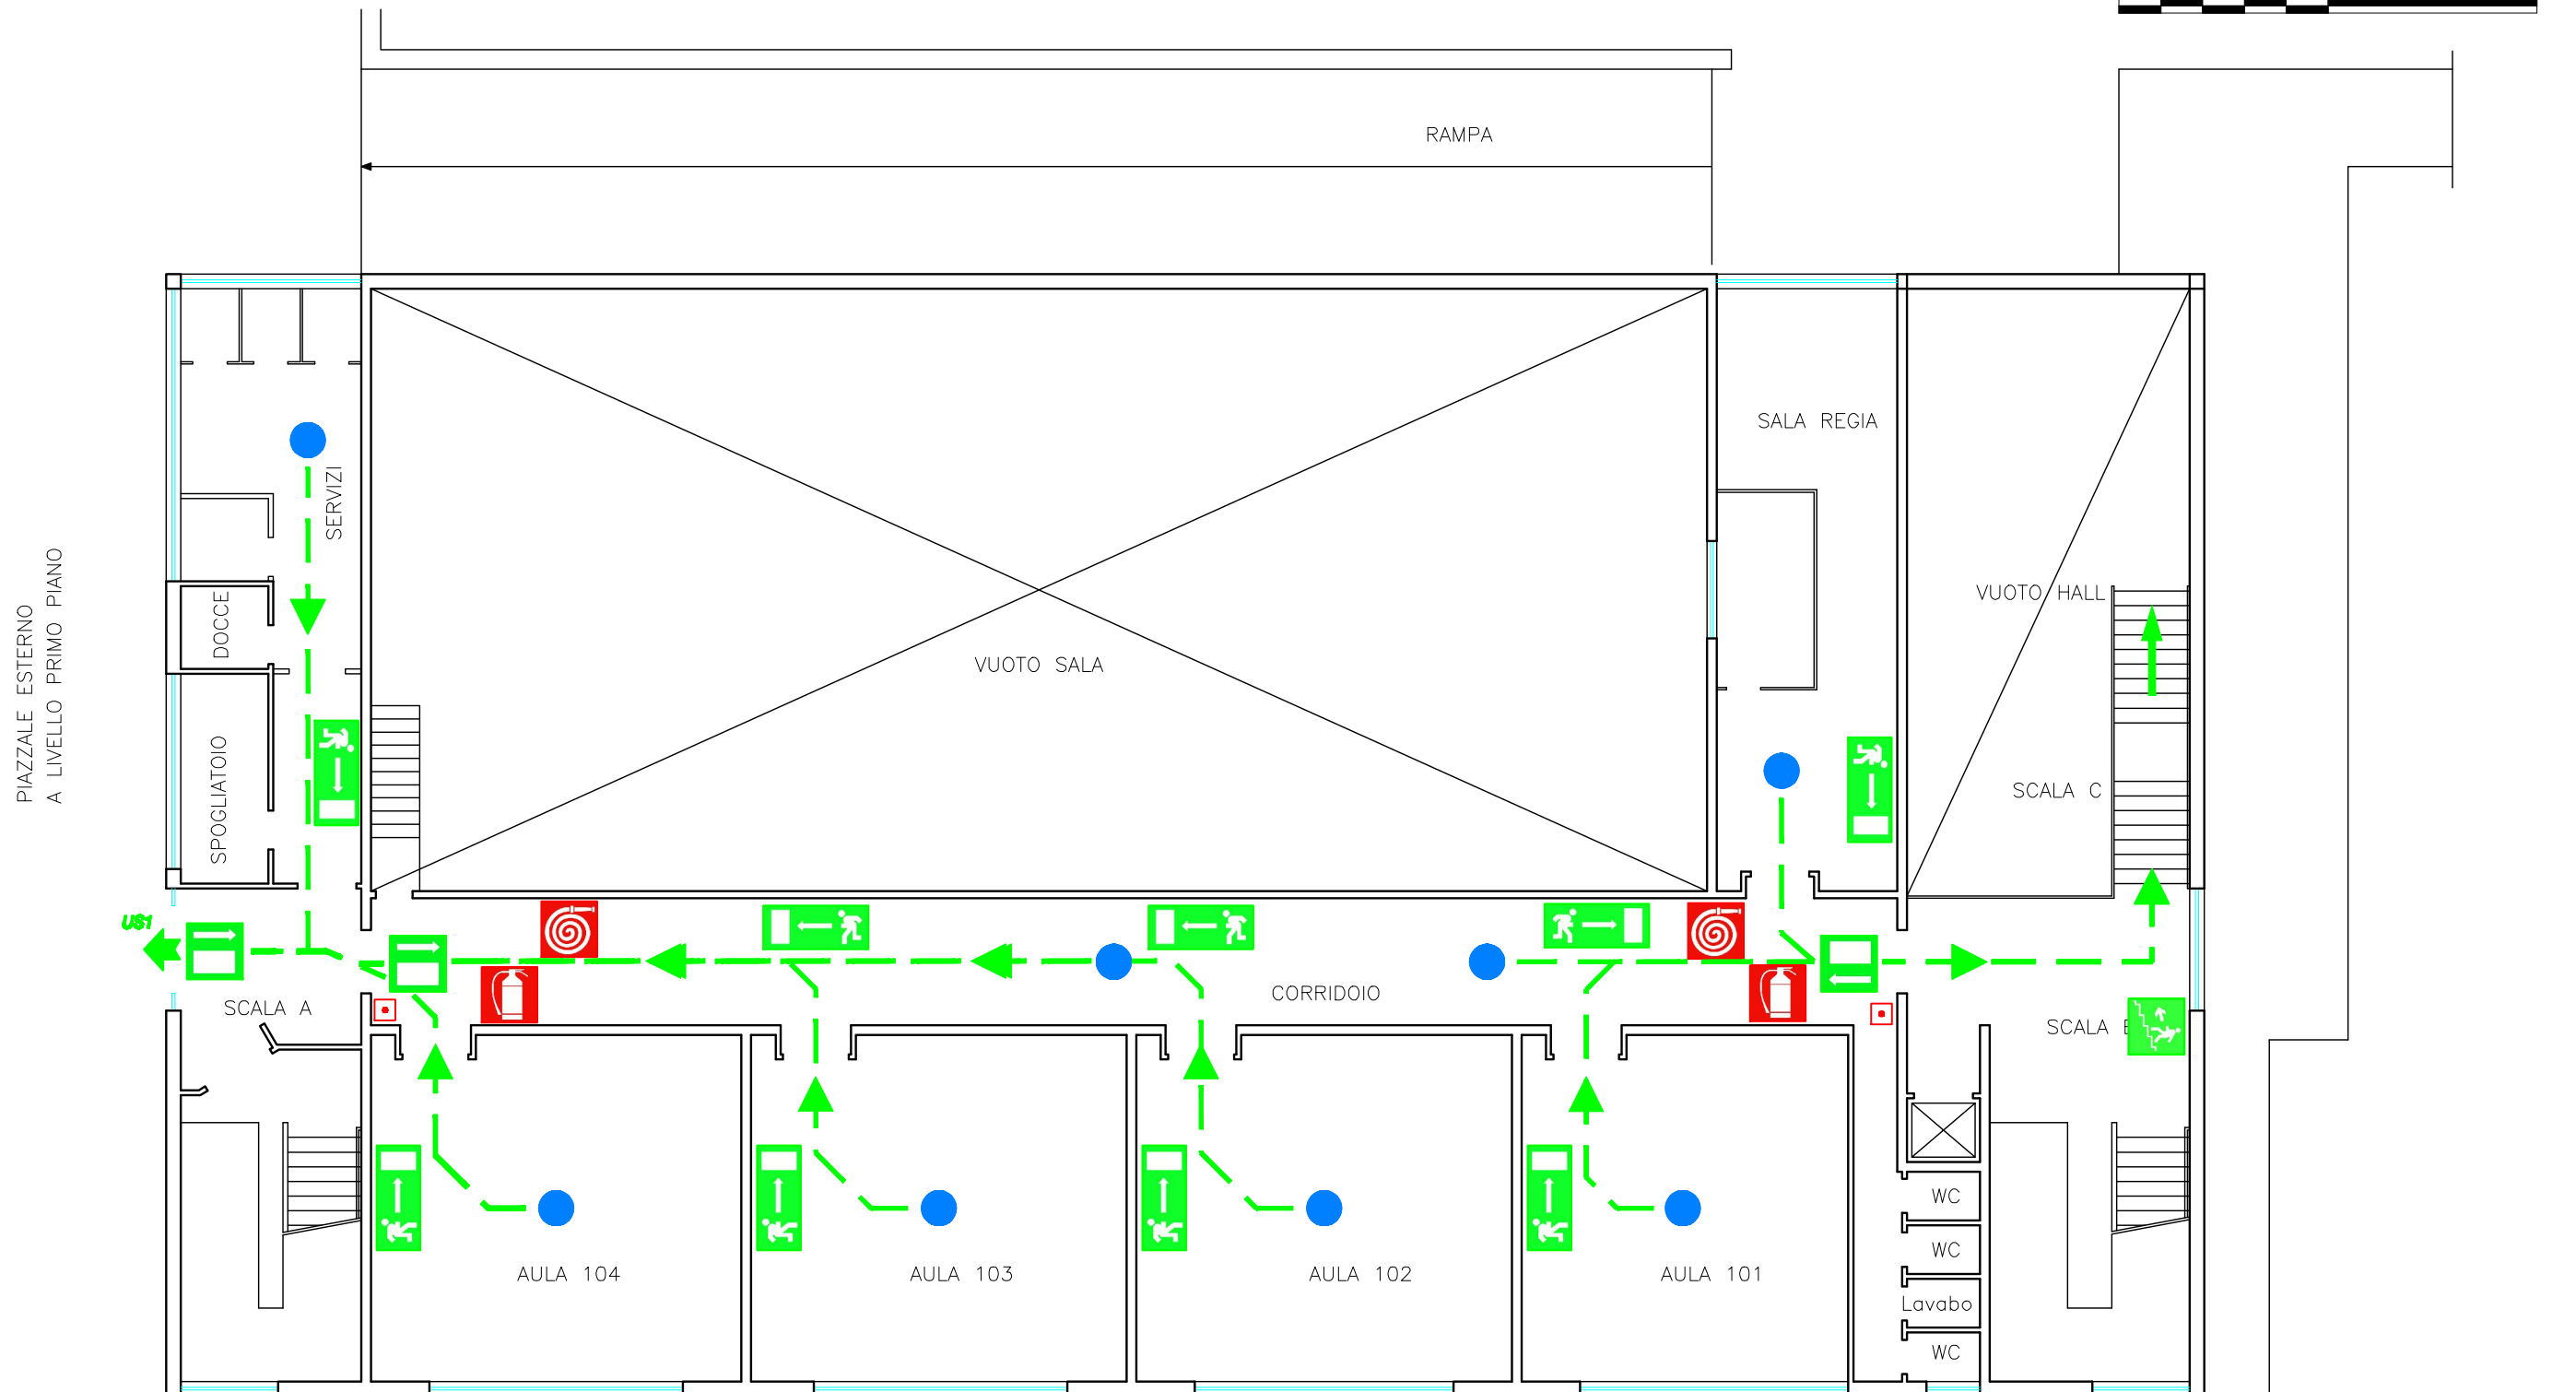 RAMPA
SALA REGIA
SERVIZI
PIAZZALE ESTERNO
A LIVELLO PRIMO PIANO
DOCCE
VUOTO HALL
VUOTO SALA
SPOGLIATOIO
SCALA C
US1
CORRIDOIO
SCALA A
SCALA
WC
WC
AULA 104
AULA 103
AULA 102
AULA 101
Lavabo
WC